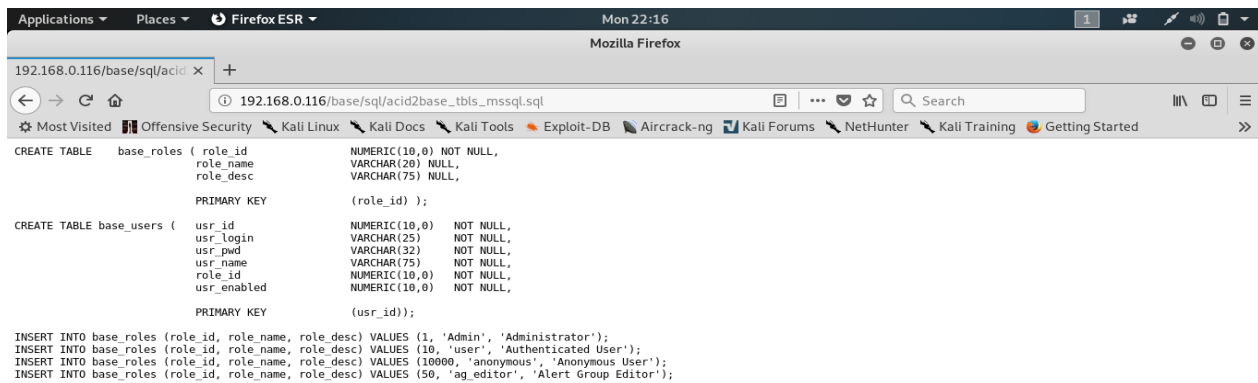 Applications ▾ Places ▾ Firefox ESR ▾ Mon 22:16 1
Mozilla Firefox
192.168.0.116/base/sql/acid
192.168.0.116/base/sql/acid2base_tbls_mssql.sql Search
Most Visited Offensive Security Kali Linux Kali Docs Kali Tools Exploit-DB Aircrack-ng Kali Forums NetHunter Kali Training Getting Started
CREATE TABLE base_roles ( role_id NUMERIC(10,0) NOT NULL,
role_name VARCHAR(20) NULL,
role_desc VARCHAR(75) NULL,
PRIMARY KEY (role_id) );
CREATE TABLE base_users ( usr_id NUMERIC(10,0) NOT NULL,
usr_login VARCHAR(25) NOT NULL,
usr_pwd VARCHAR(32) NOT NULL,
usr_name VARCHAR(75) NOT NULL,
role_id NUMERIC(10,0) NOT NULL,
usr_enabled NUMERIC(10,0) NOT NULL,
PRIMARY KEY (usr_id));
INSERT INTO base_roles (role_id, role_name, role_desc) VALUES (1, 'Admin', 'Administrator');
INSERT INTO base_roles (role_id, role_name, role_desc) VALUES (10, 'user', 'Authenticated User');
INSERT INTO base_roles (role_id, role_name, role_desc) VALUES (10000, 'anonymous', 'Anonymous User');
INSERT INTO base_roles (role_id, role_name, role_desc) VALUES (50, 'ag_editor', 'Alert Group Editor');